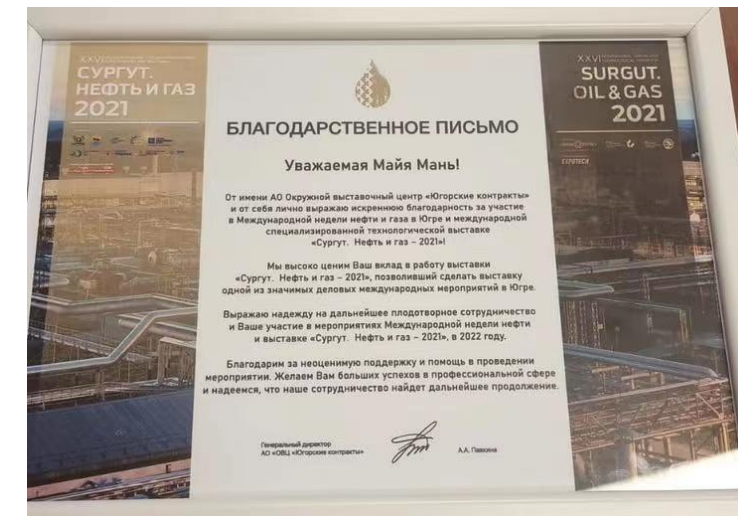 СУРГУТ.
НЕФТЬ И ГАЗ
2021
XXVI
SURGUT.
OIL & GAS
2021
EXPOTECH
БЛАГОДАРСТВЕННОЕ ПИСЬМО
Уважаемая Майя Мань!
От имени АО Окружной выставочный центр «Югорские контракты»
и от себя лично выражаю искреннюю благодарность за участие
в Международной недели нефти и газа в Югре и международной
специализированной технологической выставке
«Сургут. Нефть и газ – 2021»!
Мы высоко ценим Ваш вклад в работу выставки
«Сургут. Нефть и газ – 2021», позволивший сделать выставку
одной из значимых деловых международных мероприятий в Югре.
Выражаю надежду на дальнейшее плодотворное сотрудничество
и Ваше участие в мероприятиях Международной недели нефти
и выставке «Сургут. Нефть и газ – 2021», в 2022 году.
Благодарим за неоценимую поддержку и помощь в проведении
мероприятии. Желаем Вам больших успехов в профессиональной сфере
и надеемся, что наше сотрудничество найдет дальнейшее продолжение.
Генеральный директор
АО «ОВЦ «Югорские контракты»
А.А.